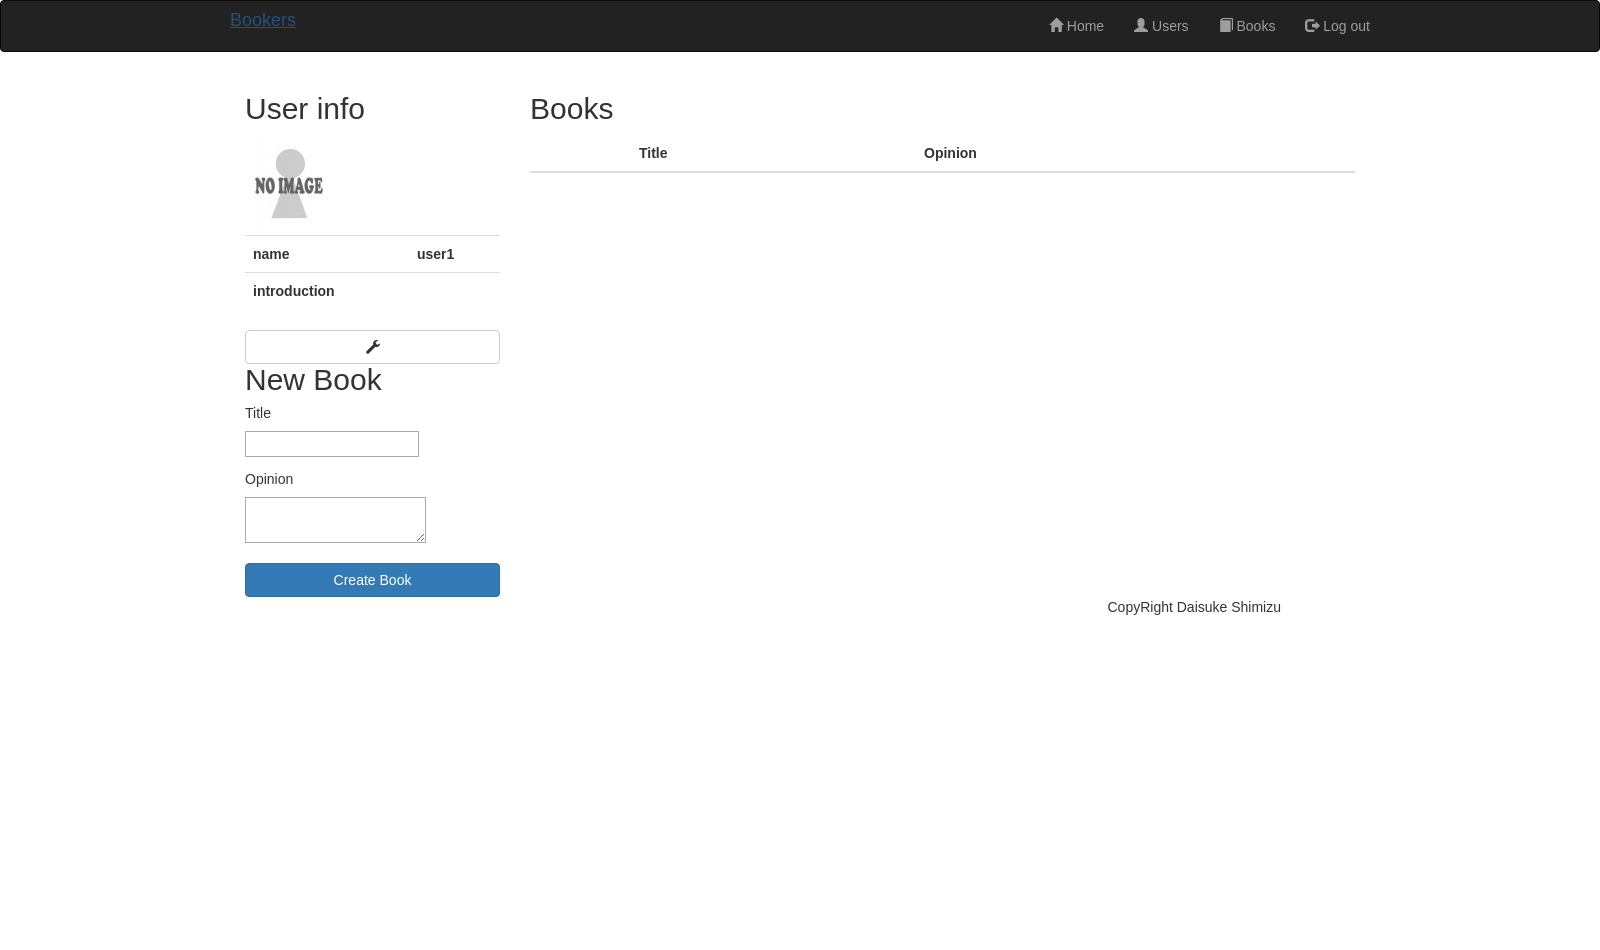 Bookers
Home Users Books Log out
User info
NO IMAGE
name user1
introduction
New Book
Title
Opinion
Create Book
Books
Title Opinion
CopyRight Daisuke Shimizu